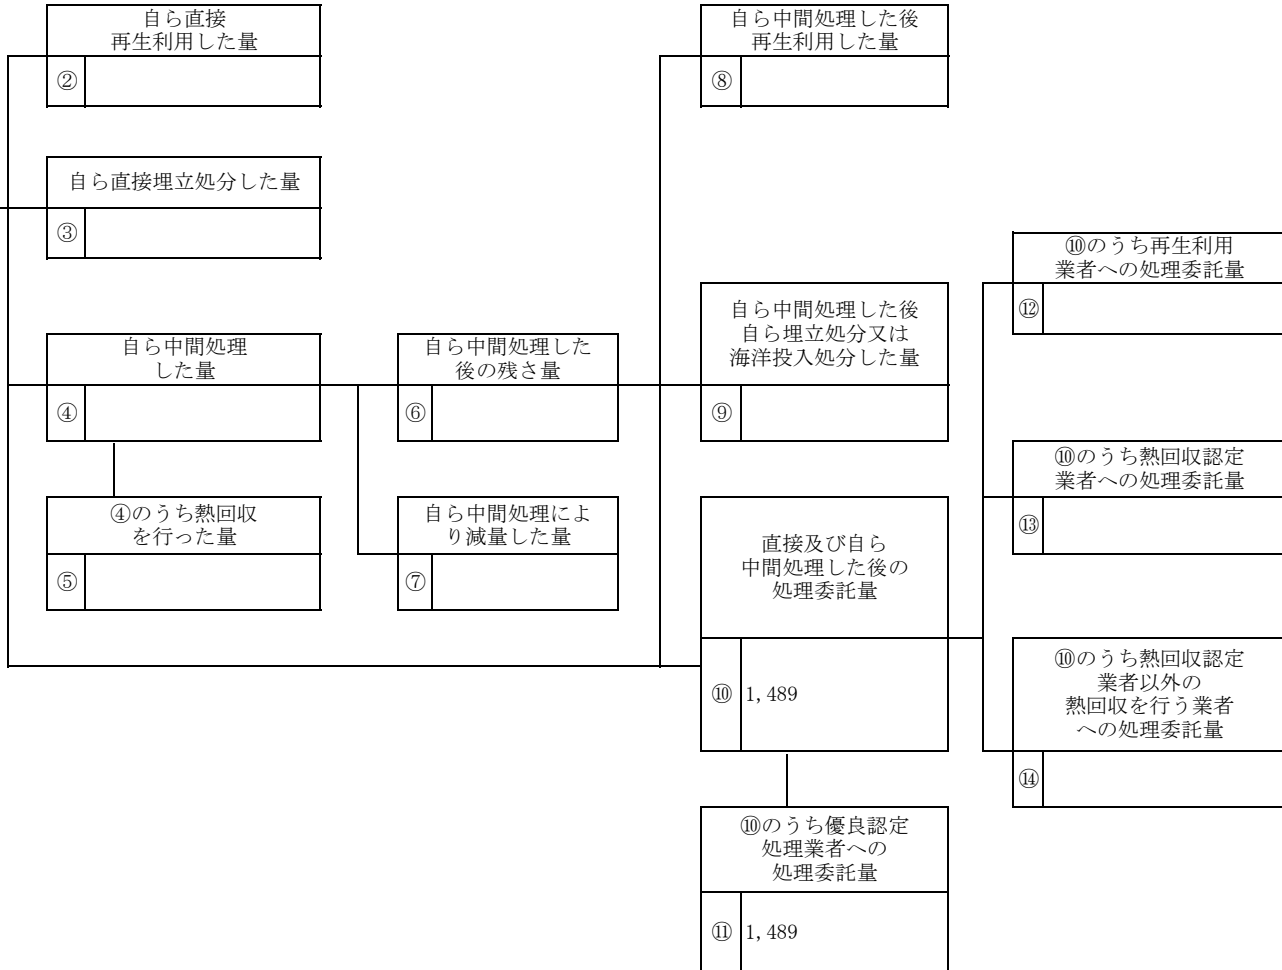 自ら直接
再生利用した量
②
自ら直接埋立処分した量
③
自ら中間処理
した量
④
④のうち熱回収
を行った量
⑤
自ら中間処理した
後の残さ量
⑥
自ら中間処理によ
り減量した量
⑦
自ら中間処理した後
再生利用した量
⑧
自ら中間処理した後
自ら埋立処分又は
海洋投入処分した量
⑨
直接及び自ら
中間処理した後の
処理委託量
⑩ 1,489
⑩のうち優良認定
処理業者への
処理委託量
⑪ 1,489
⑩のうち再生利用
業者への処理委託量
⑫
⑩のうち熱回収認定
業者への処理委託量
⑬
⑩のうち熱回収認定
業者以外の
熱回収を行う業者
への処理委託量
⑭